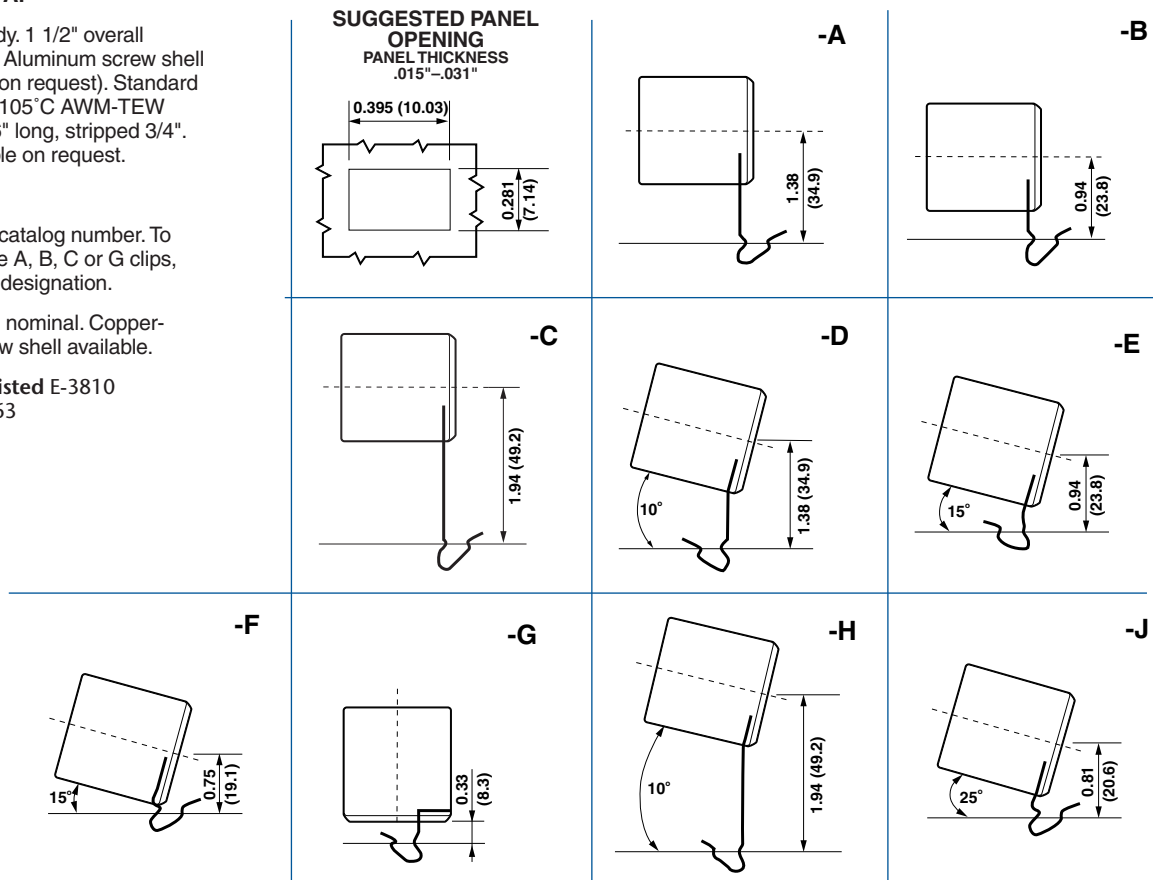 dy. 1 1/2" overall
Aluminum screw shell
on request). Standard
105˚C AWM-TEW
" long, stripped 3/4".
le on request.
catalog number. To
e A, B, C or G clips,
designation.
nominal. Copper-
w shell available.
isted E-3810
63
SUGGESTED PANEL
OPENING
PANEL THICKNESS
.015"–.031"
0.395 (10.03)
0.281
(7.14)
-A
1.38
(34.9)
-B
0.94
(23.8)
-C
1.94 (49.2)
-D
10°
1.38 (34.9)
-E
15°
0.94
(23.8)
-F
15°
0.75
(19.1)
-G
0.33
(8.3)
-H
10°
1.94 (49.2)
-J
25°
0.81
(20.6)